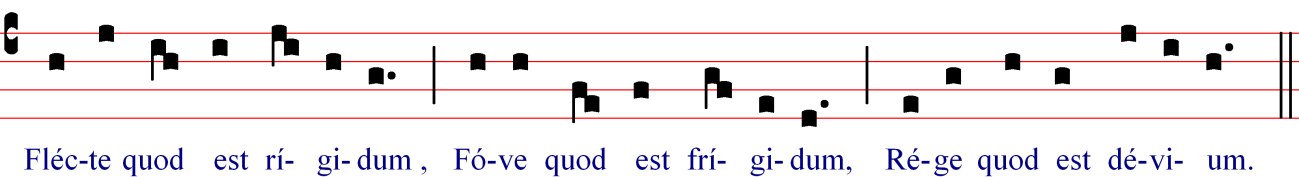 Fléc-te quod est rí- gi-dum , Fó-ve quod est frí- gi-dum, Ré-ge quod est dé-vi- um.